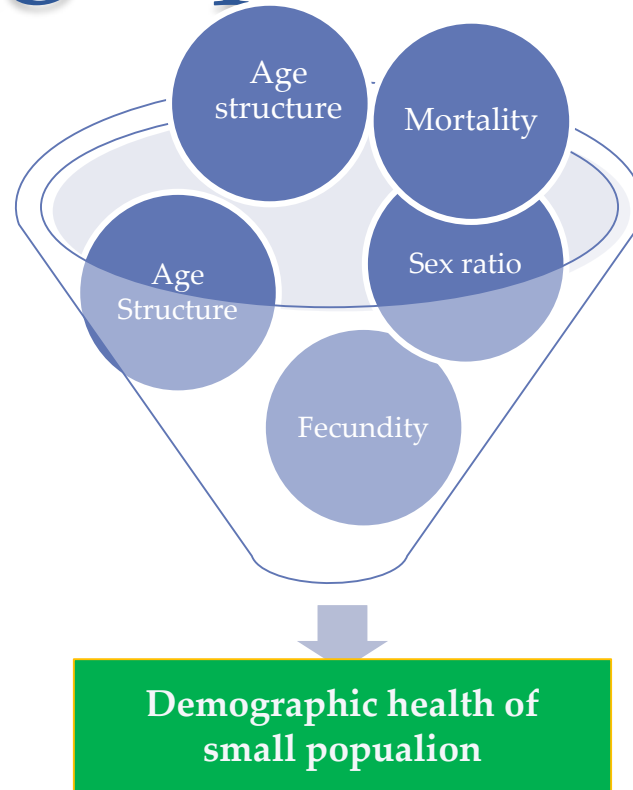 Age
structure
Mortality
Age
Structure
Sex ratio
Fecundity
Demographic health of
small popualion